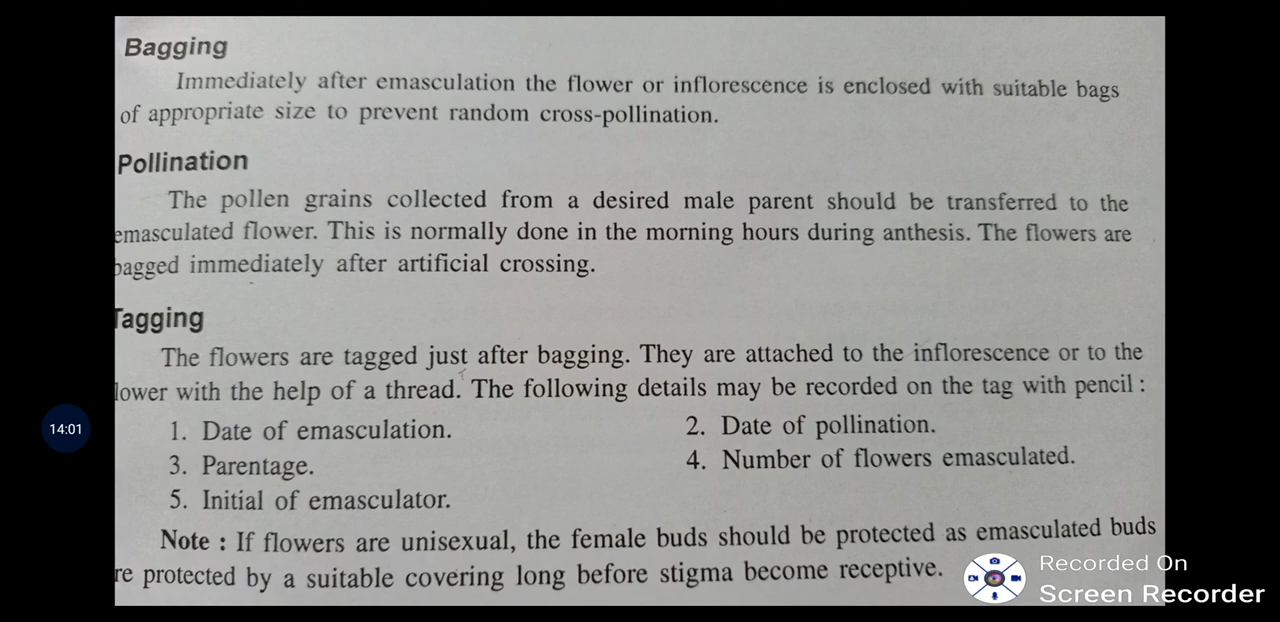 Bagging
Immediately after emasculation the flower or inflorescence is enclosed with suitable bags
of appropriate size to prevent random cross-pollination.
Pollination
The pollen grains collected from a desired male parent should be transferred to the
emasculated flower. This is normally done in the morning hours during anthesis. The flowers are
bagged immediately after artificial crossing.
Tagging
The flowers are tagged just after bagging. They are attached to the inflorescence or to the
lower with the help of a thread. The following details may be recorded on the tag with pencil :
1. Date of emasculation. 2. Date of pollination.
3. Parentage. 4. Number of flowers emasculated.
5. Initial of emasculator.
Note : If flowers are unisexual, the female buds should be protected as emasculated buds
re protected by a suitable covering long before stigma become receptive.
14:01
Recorded On
Screen Recorder